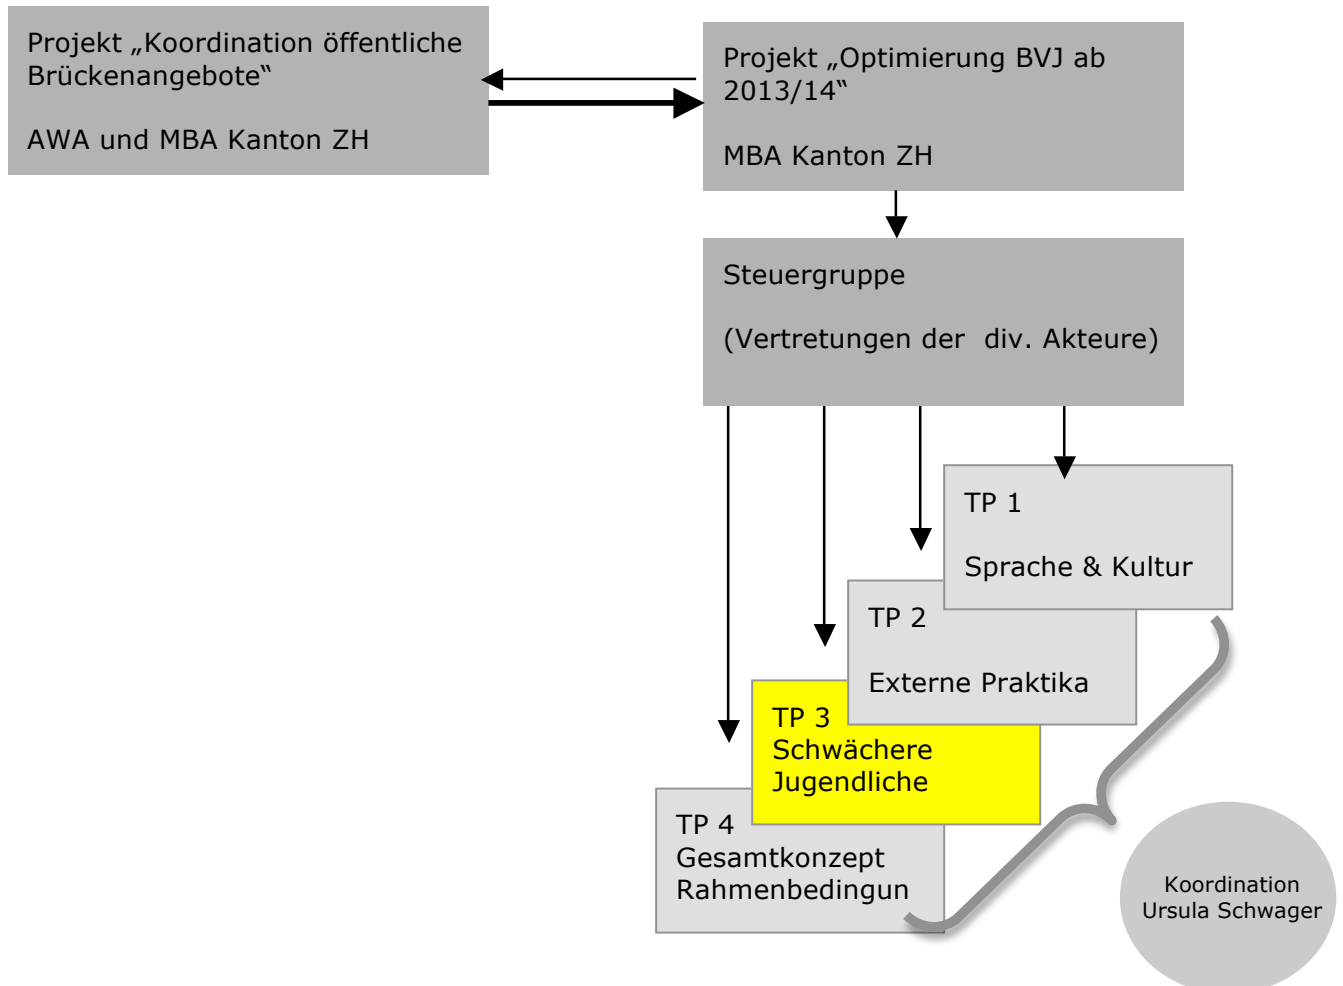 Projekt „Koordination öffentliche
Brückenangebote“
AWA und MBA Kanton ZH
Projekt „Optimierung BVJ ab
2013/14“
MBA Kanton ZH
Steuergruppe
(Vertretungen der div. Akteure)
TP 1
Sprache & Kultur
TP 2
Externe Praktika
TP 3
Schwächere
Jugendliche
TP 4
Gesamtkonzept
Rahmenbedingun
Koordination
Ursula Schwager